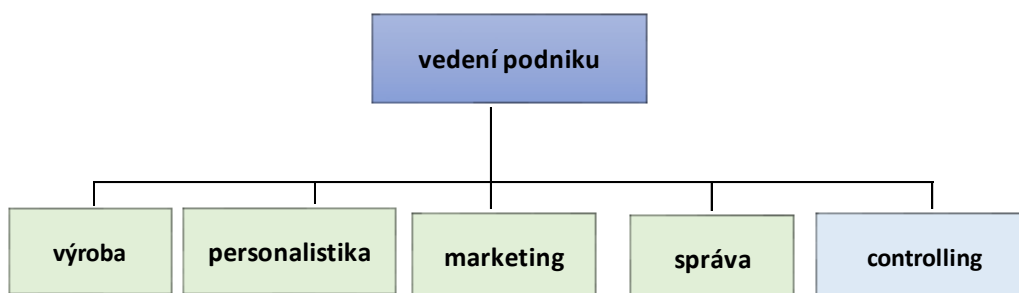 vedení podniku
výroba
personalistika
marketing
správa
controlling